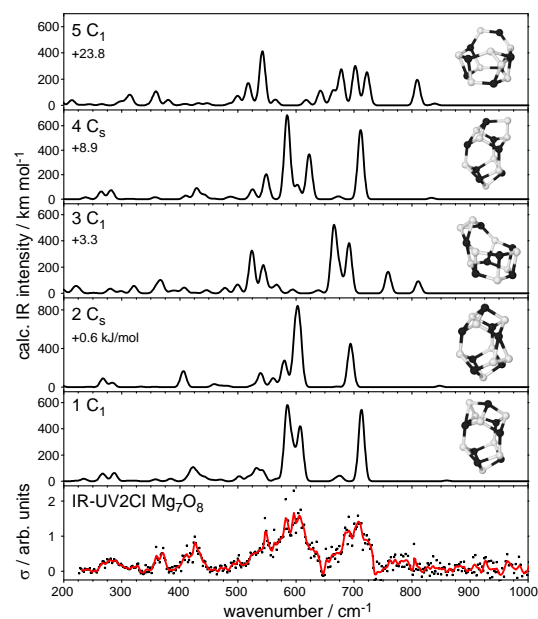 calc. IR intensity / km mol⁻¹
5 C₁
+23.8
600
400
200
0
4 Cₛ
+8.9
600
400
200
0
3 C₁
+3.3
600
400
200
0
2 Cₛ
+0.6 kJ/mol
800
400
0
1 C₁
600
400
200
0
σ / arb. units
IR-UV2CI Mg₇O₈
2
1
0
200 300 400 500 600 700 800 900 1000
wavenumber / cm⁻¹